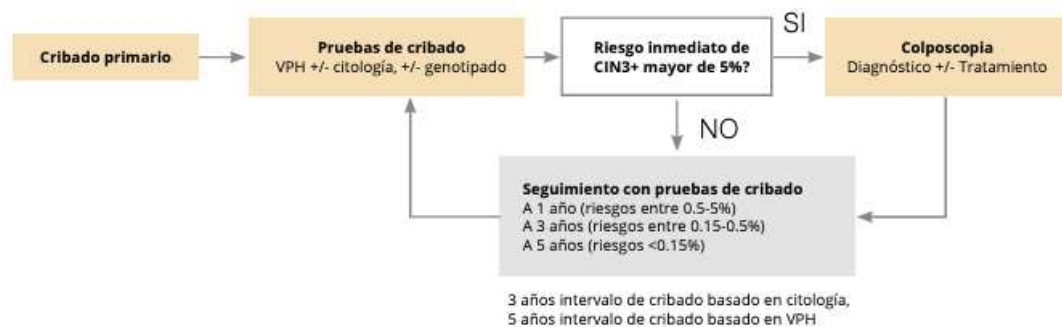 Cribado primario
Pruebas de cribado
VPH +/- citología, +/- genotipado
Riesgo inmediato de
CIN3+ mayor de 5%?
SI
Colposcopia
Diagnóstico +/- Tratamiento
NO
Seguimiento con pruebas de cribado
A 1 año (riesgos entre 0.5-5%)
A 3 años (riesgos entre 0.15-0.5%)
A 5 años (riesgos <0.15%)
3 años intervalo de cribado basado en citología,
5 años intervalo de cribado basado en VPH